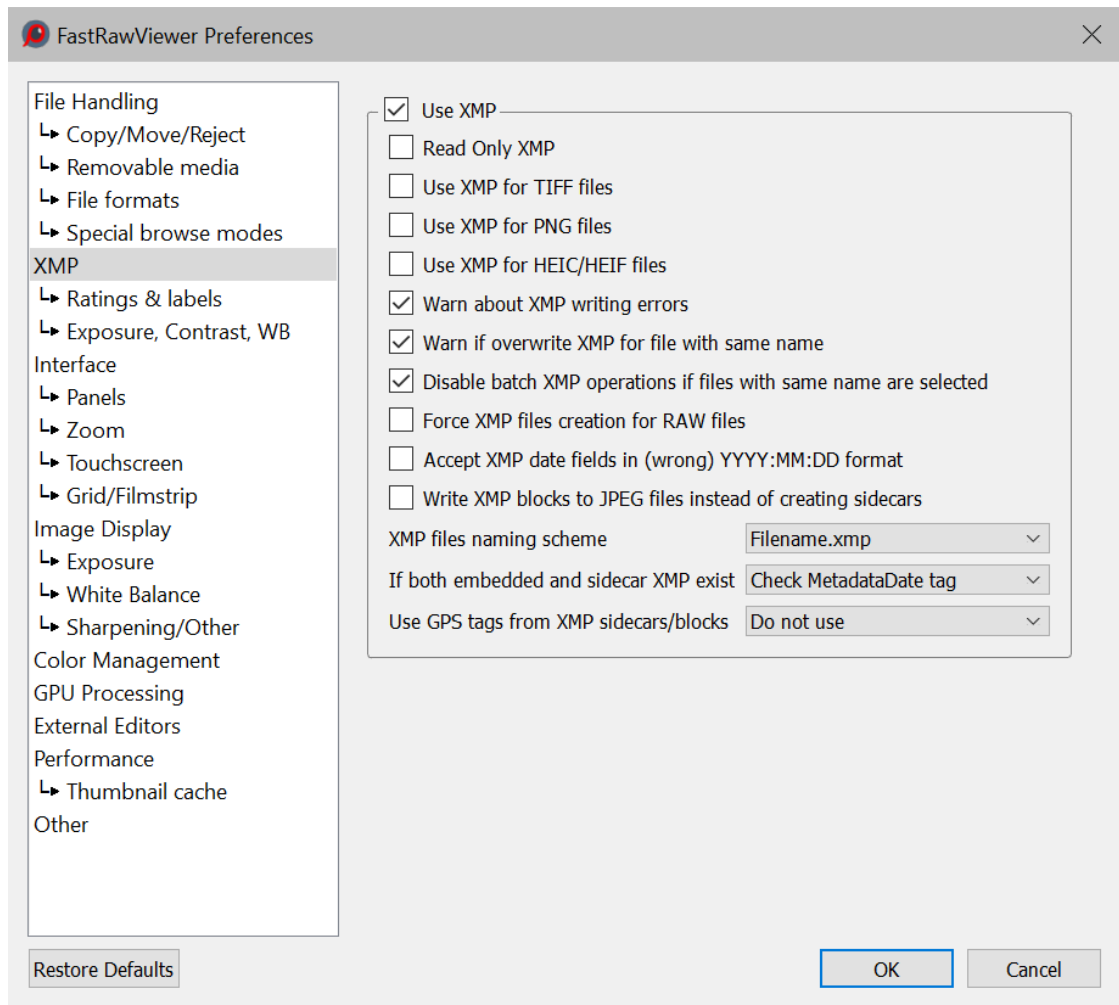 FastRawViewer Preferences
File Handling
Copy/Move/Reject
Removable media
File formats
Special browse modes
XMP
Ratings & labels
Exposure, Contrast, WB
Interface
Panels
Zoom
Touchscreen
Grid/Filmstrip
Image Display
Exposure
White Balance
Sharpening/Other
Color Management
GPU Processing
External Editors
Performance
Thumbnail cache
Other
Use XMP
Read Only XMP
Use XMP for TIFF files
Use XMP for PNG files
Use XMP for HEIC/HEIF files
Warn about XMP writing errors
Warn if overwrite XMP for file with same name
Disable batch XMP operations if files with same name are selected
Force XMP files creation for RAW files
Accept XMP date fields in (wrong) YYYY:MM:DD format
Write XMP blocks to JPEG files instead of creating sidecars
XMP files naming scheme Filename.xmp
If both embedded and sidecar XMP exist Check MetadataDate tag
Use GPS tags from XMP sidecars/blocks Do not use
Restore Defaults OK Cancel